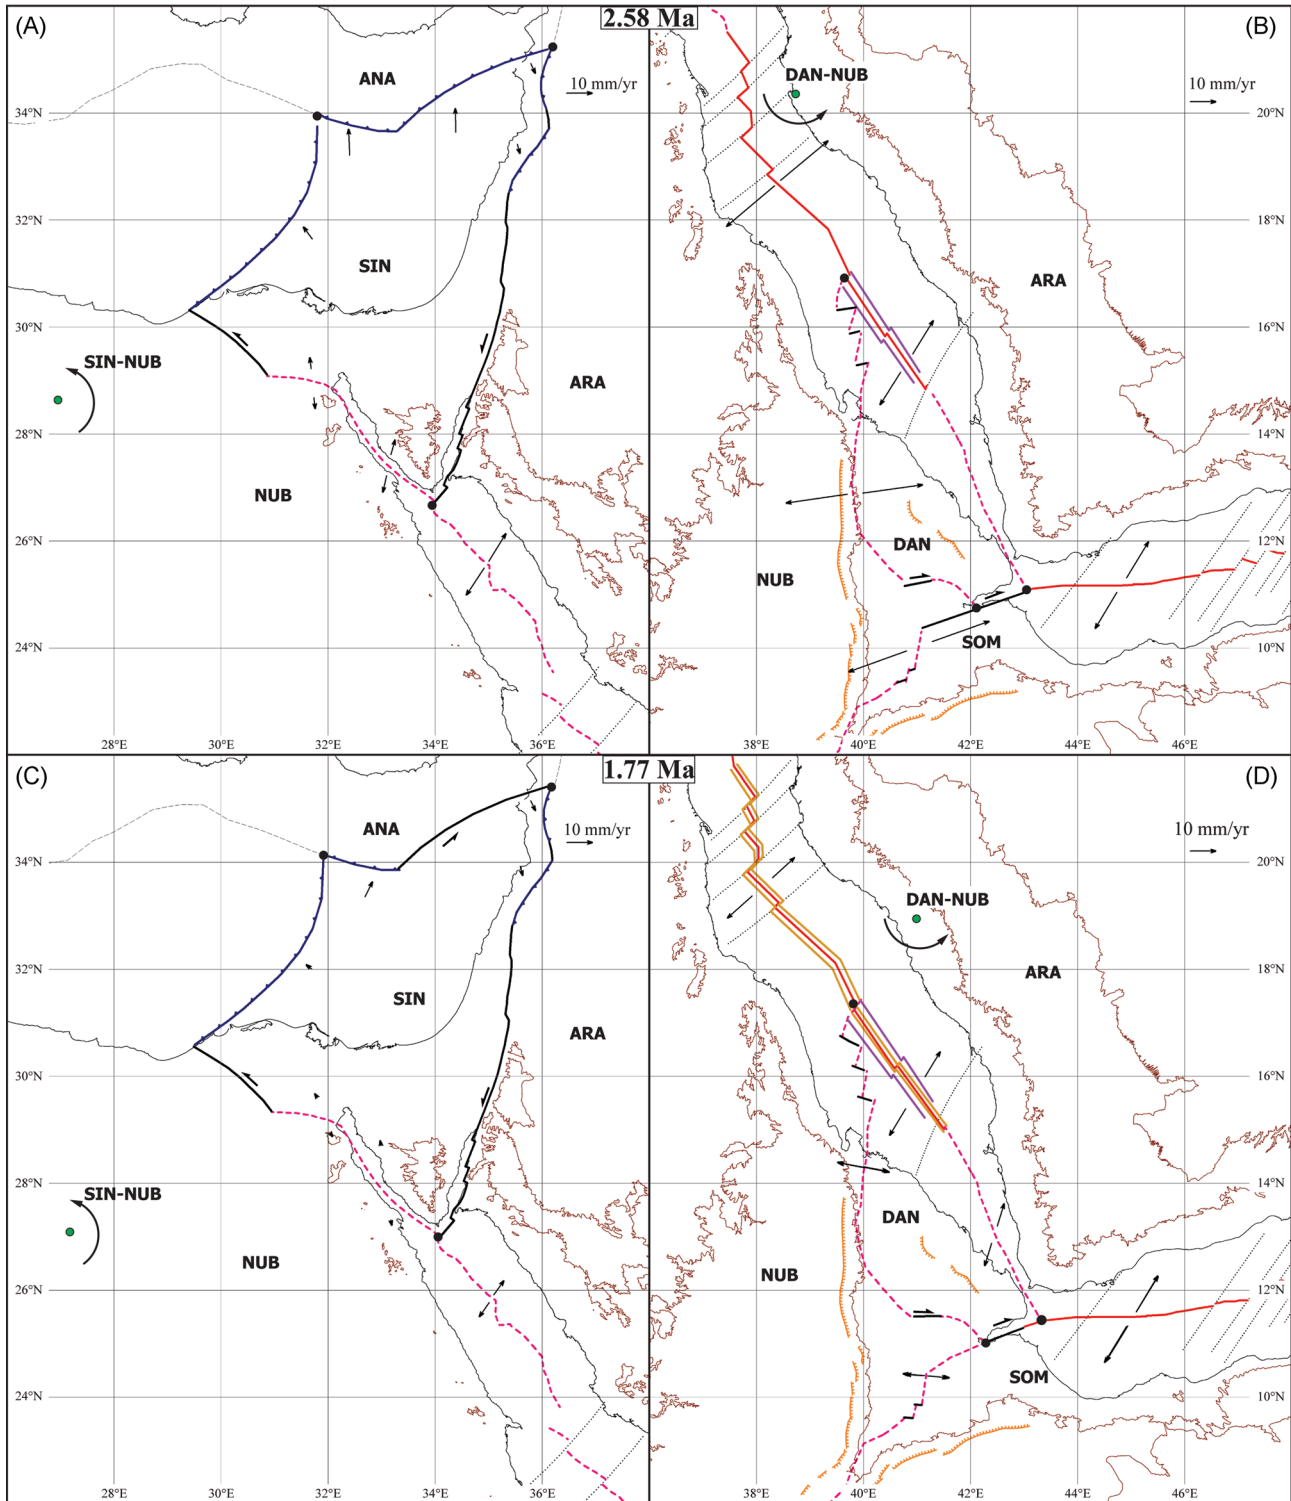 (A)
2.58 Ma
(B)
ANA
10 mm/yr
DAN-NUB
10 mm/yr
34°N
20°N
32°N
18°N
SIN
ARA
30°N
16°N
SIN-NUB
ARA
28°N
14°N
NUB
26°N
12°N
DAN
NUB
24°N
SOM
10°N
28°E
30°E
32°E
34°E
36°E
38°E
40°E
42°E
44°E
46°E
(C)
1.77 Ma
(D)
ANA
10 mm/yr
10 mm/yr
34°N
20°N
DAN-NUB
32°N
18°N
SIN
ARA
ARA
30°N
16°N
28°N
14°N
SIN-NUB
DAN
NUB
NUB
26°N
12°N
SOM
24°N
10°N
28°E
30°E
32°E
34°E
36°E
38°E
40°E
42°E
44°E
46°E